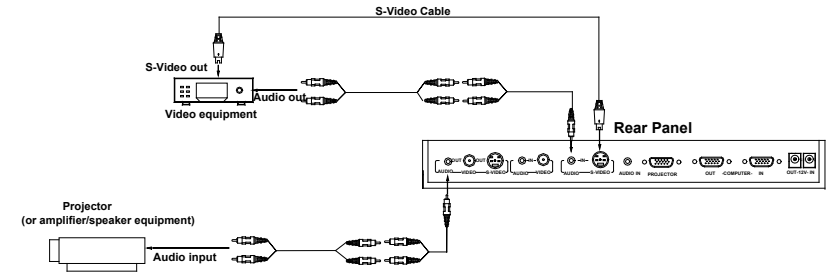 S-Video Cable
S-Video out
Audio out
Video equipment
Rear Panel
OUT OUT -IN- -IN-
AUDIO VIDEO S-VIDEO AUDIO VIDEO AUDIO S-VIDEO AUDIO IN PROJECTOR OUT -COMPUTER- IN OUT-12V- IN
Projector
(or amplifier/speaker equipment)
Audio input